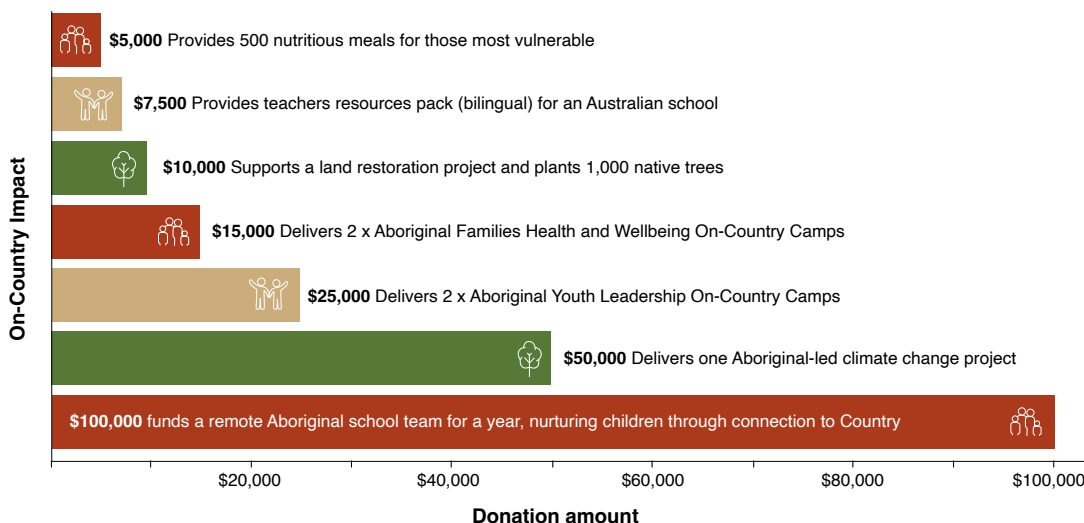 $5,000 Provides 500 nutritious meals for those most vulnerable
$7,500 Provides teachers resources pack (bilingual) for an Australian school
$10,000 Supports a land restoration project and plants 1,000 native trees
$15,000 Delivers 2 x Aboriginal Families Health and Wellbeing On-Country Camps
$25,000 Delivers 2 x Aboriginal Youth Leadership On-Country Camps
$50,000 Delivers one Aboriginal-led climate change project
$100,000 funds a remote Aboriginal school team for a year, nurturing children through connection to Country
On-Country Impact
$20,000 $40,000 $60,000 $80,000 $100,000
Donation amount